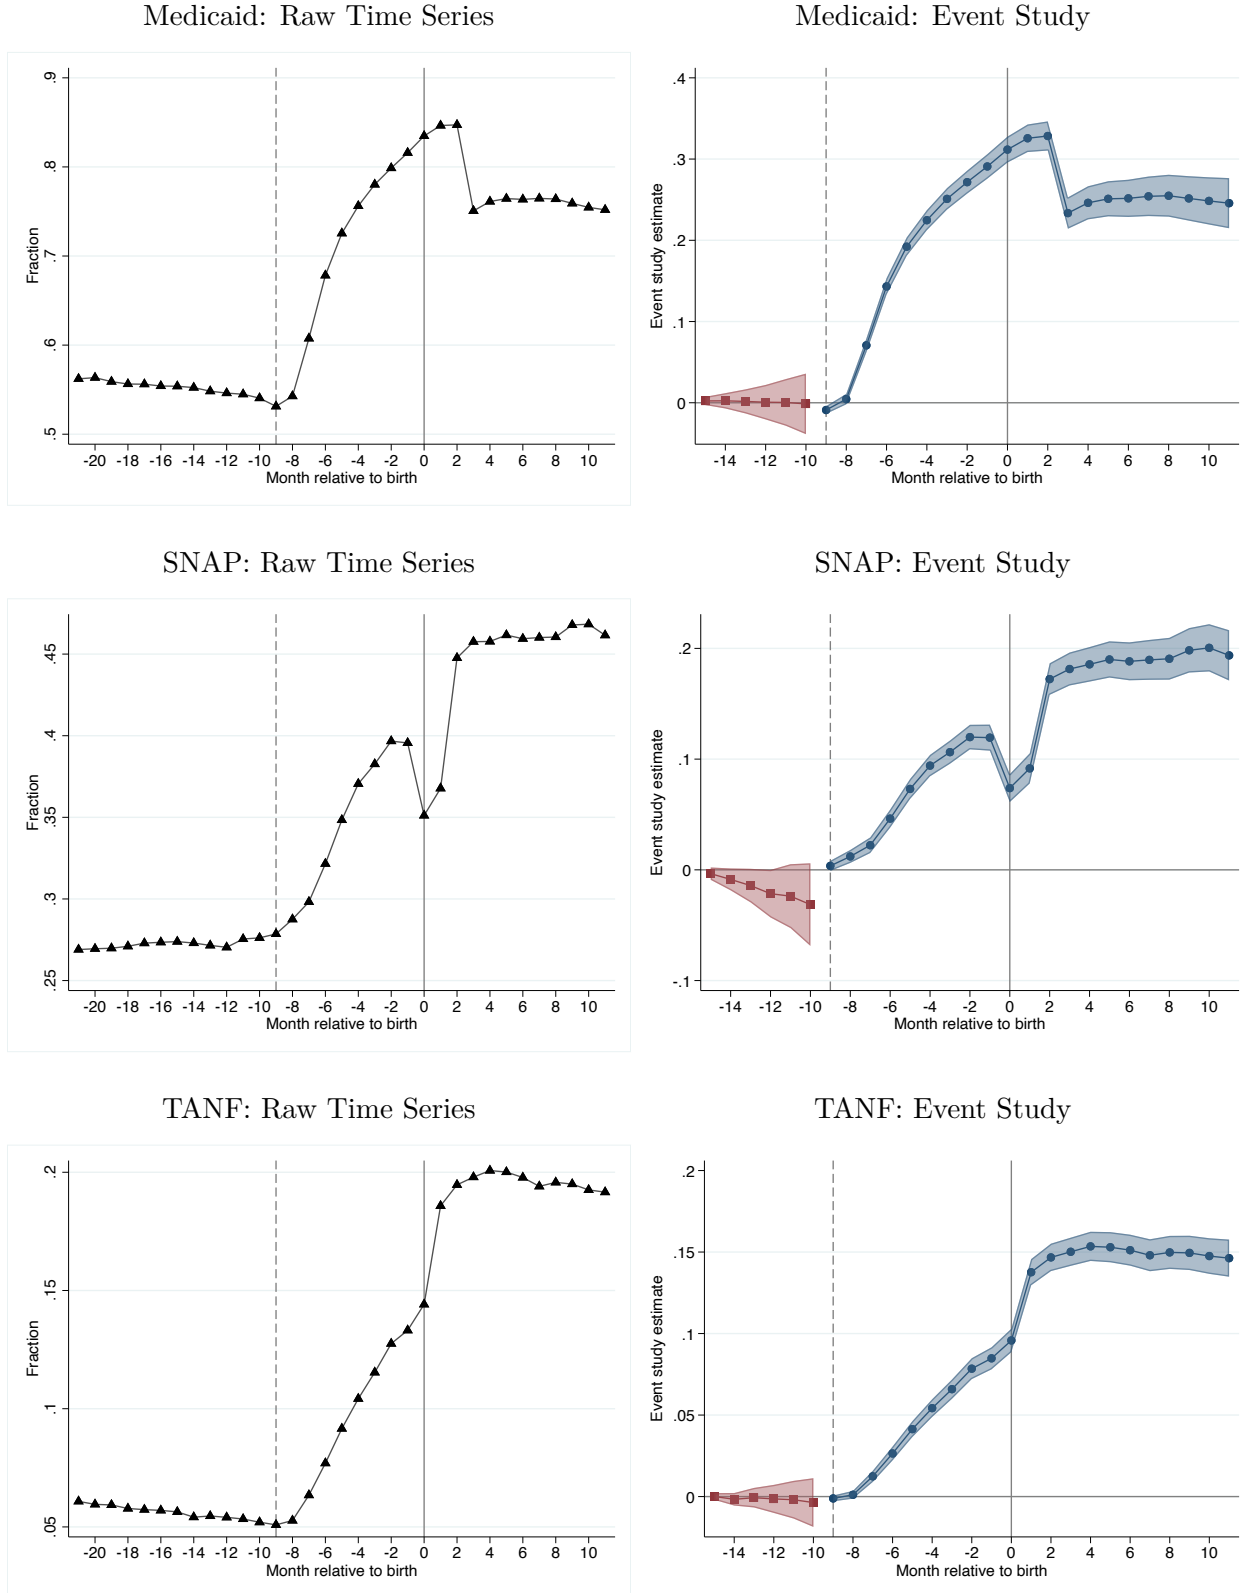 Medicaid: Raw Time Series
.9
.8
.7
.6
.5
Fraction
-20 -18 -16 -14 -12 -10 -8 -6 -4 -2 0 2 4 6 8 10
Month relative to birth
Medicaid: Event Study
.4
.3
.2
.1
0
Event study estimate
-14 -12 -10 -8 -6 -4 -2 0 2 4 6 8 10
Month relative to birth
SNAP: Raw Time Series
.45
.4
.35
.3
.25
Fraction
-20 -18 -16 -14 -12 -10 -8 -6 -4 -2 0 2 4 6 8 10
Month relative to birth
SNAP: Event Study
.2
.1
0
-.1
Event study estimate
-14 -12 -10 -8 -6 -4 -2 0 2 4 6 8 10
Month relative to birth
TANF: Raw Time Series
.2
.15
.1
.05
Fraction
-20 -18 -16 -14 -12 -10 -8 -6 -4 -2 0 2 4 6 8 10
Month relative to birth
TANF: Event Study
.2
.15
.1
.05
0
Event study estimate
-14 -12 -10 -8 -6 -4 -2 0 2 4 6 8 10
Month relative to birth